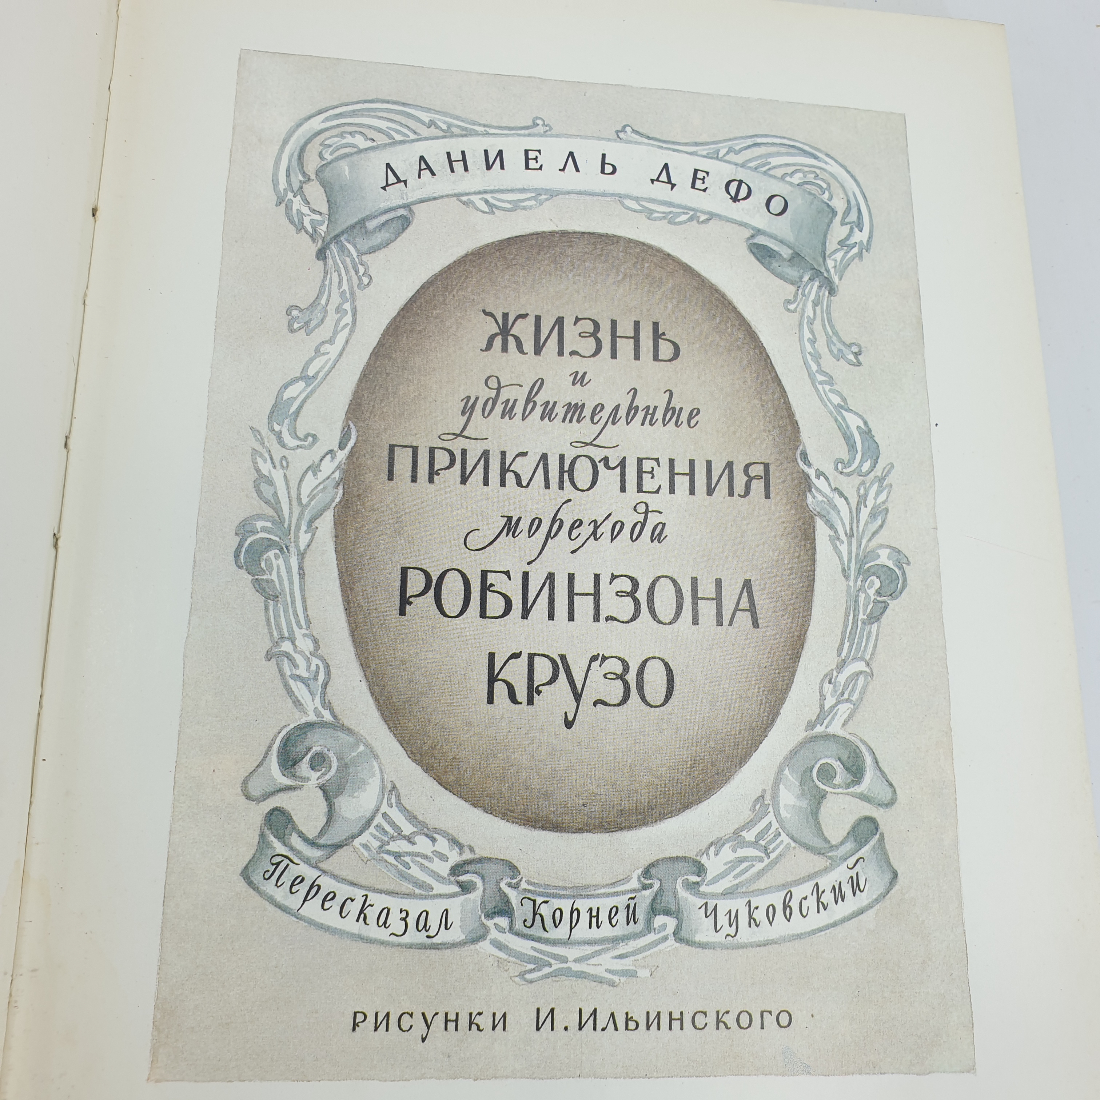 ДАНИЕЛЬ ДЕФО
ЖИЗНЬ
и
удивительные
ПРИКЛЮЧЕНИЯ
морехода
РОБИНЗОНА
КРУЗО
Пересказал Корней Чуковский
РИСУНКИ И. ИЛЬИНСКОГО